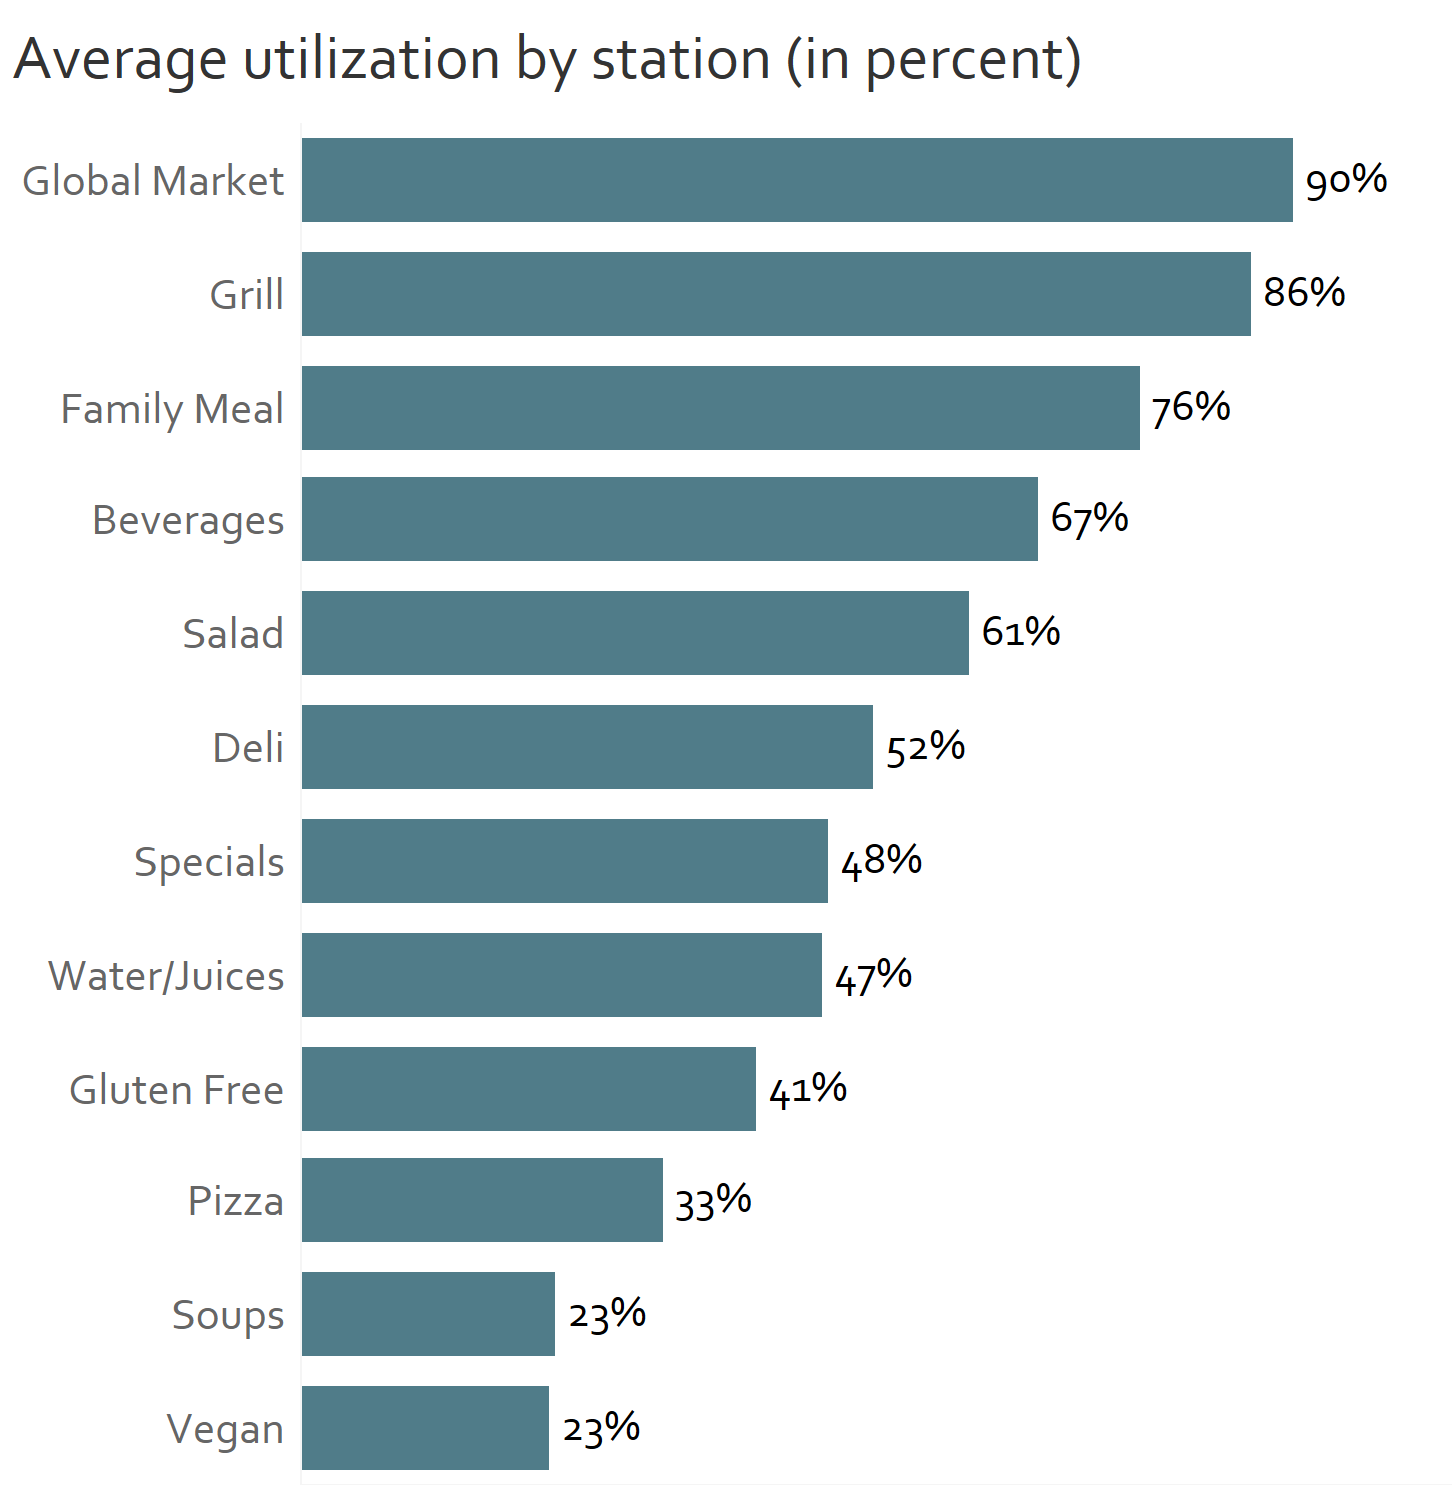 Average utilization by station (in percent)
Global Market 90%
Grill 86%
Family Meal 76%
Beverages 67%
Salad 61%
Deli 52%
Specials 48%
Water/Juices 47%
Gluten Free 41%
Pizza 33%
Soups 23%
Vegan 23%